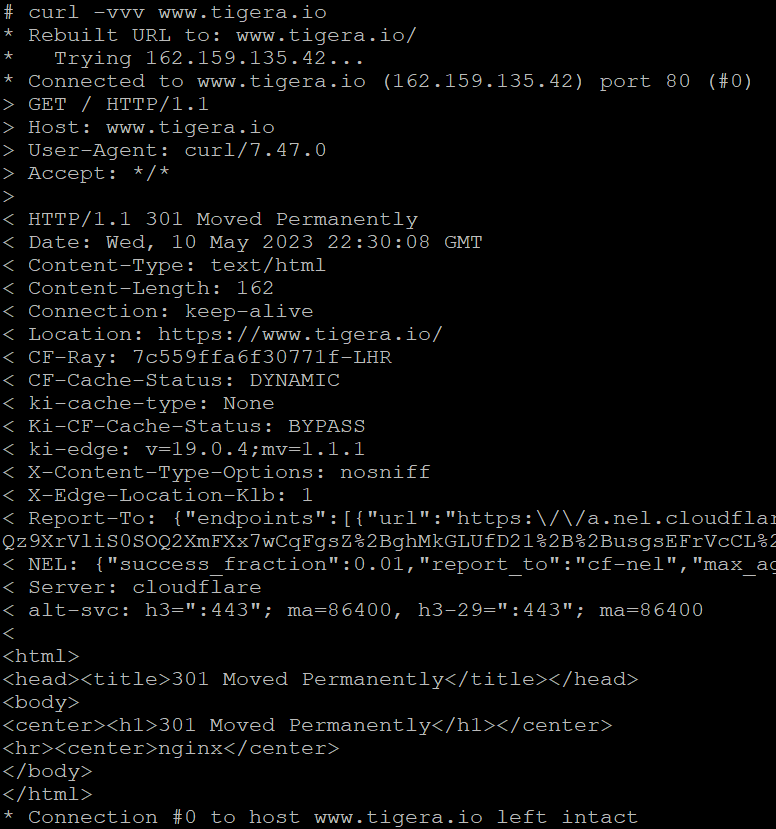 # curl -vvv www.tigera.io
* Rebuilt URL to: www.tigera.io/
*   Trying 162.159.135.42...
* Connected to www.tigera.io (162.159.135.42) port 80 (#0)
> GET / HTTP/1.1
> Host: www.tigera.io
> User-Agent: curl/7.47.0
> Accept: */*
>
< HTTP/1.1 301 Moved Permanently
< Date: Wed, 10 May 2023 22:30:08 GMT
< Content-Type: text/html
< Content-Length: 162
< Connection: keep-alive
< Location: https://www.tigera.io/
< CF-Ray: 7c559ffa6f30771f-LHR
< CF-Cache-Status: DYNAMIC
< ki-cache-type: None
< Ki-CF-Cache-Status: BYPASS
< ki-edge: v=19.0.4;mv=1.1.1
< X-Content-Type-Options: nosniff
< X-Edge-Location-Klb: 1
< Report-To: {"endpoints":[{"url":"https:\/\/a.nel.cloudflar
Qz9XrVliS0SOQ2XmFXx7wCqFgsZ%2BghMkGLUfD21%2B%2BusgsEFrVcCL%2
< NEL: {"success_fraction":0.01,"report_to":"cf-nel","max_ag
< Server: cloudflare
< alt-svc: h3=":443"; ma=86400, h3-29=":443"; ma=86400
<
<html>
<head><title>301 Moved Permanently</title></head>
<body>
<center><h1>301 Moved Permanently</h1></center>
<hr><center>nginx</center>
</body>
</html>
* Connection #0 to host www.tigera.io left intact